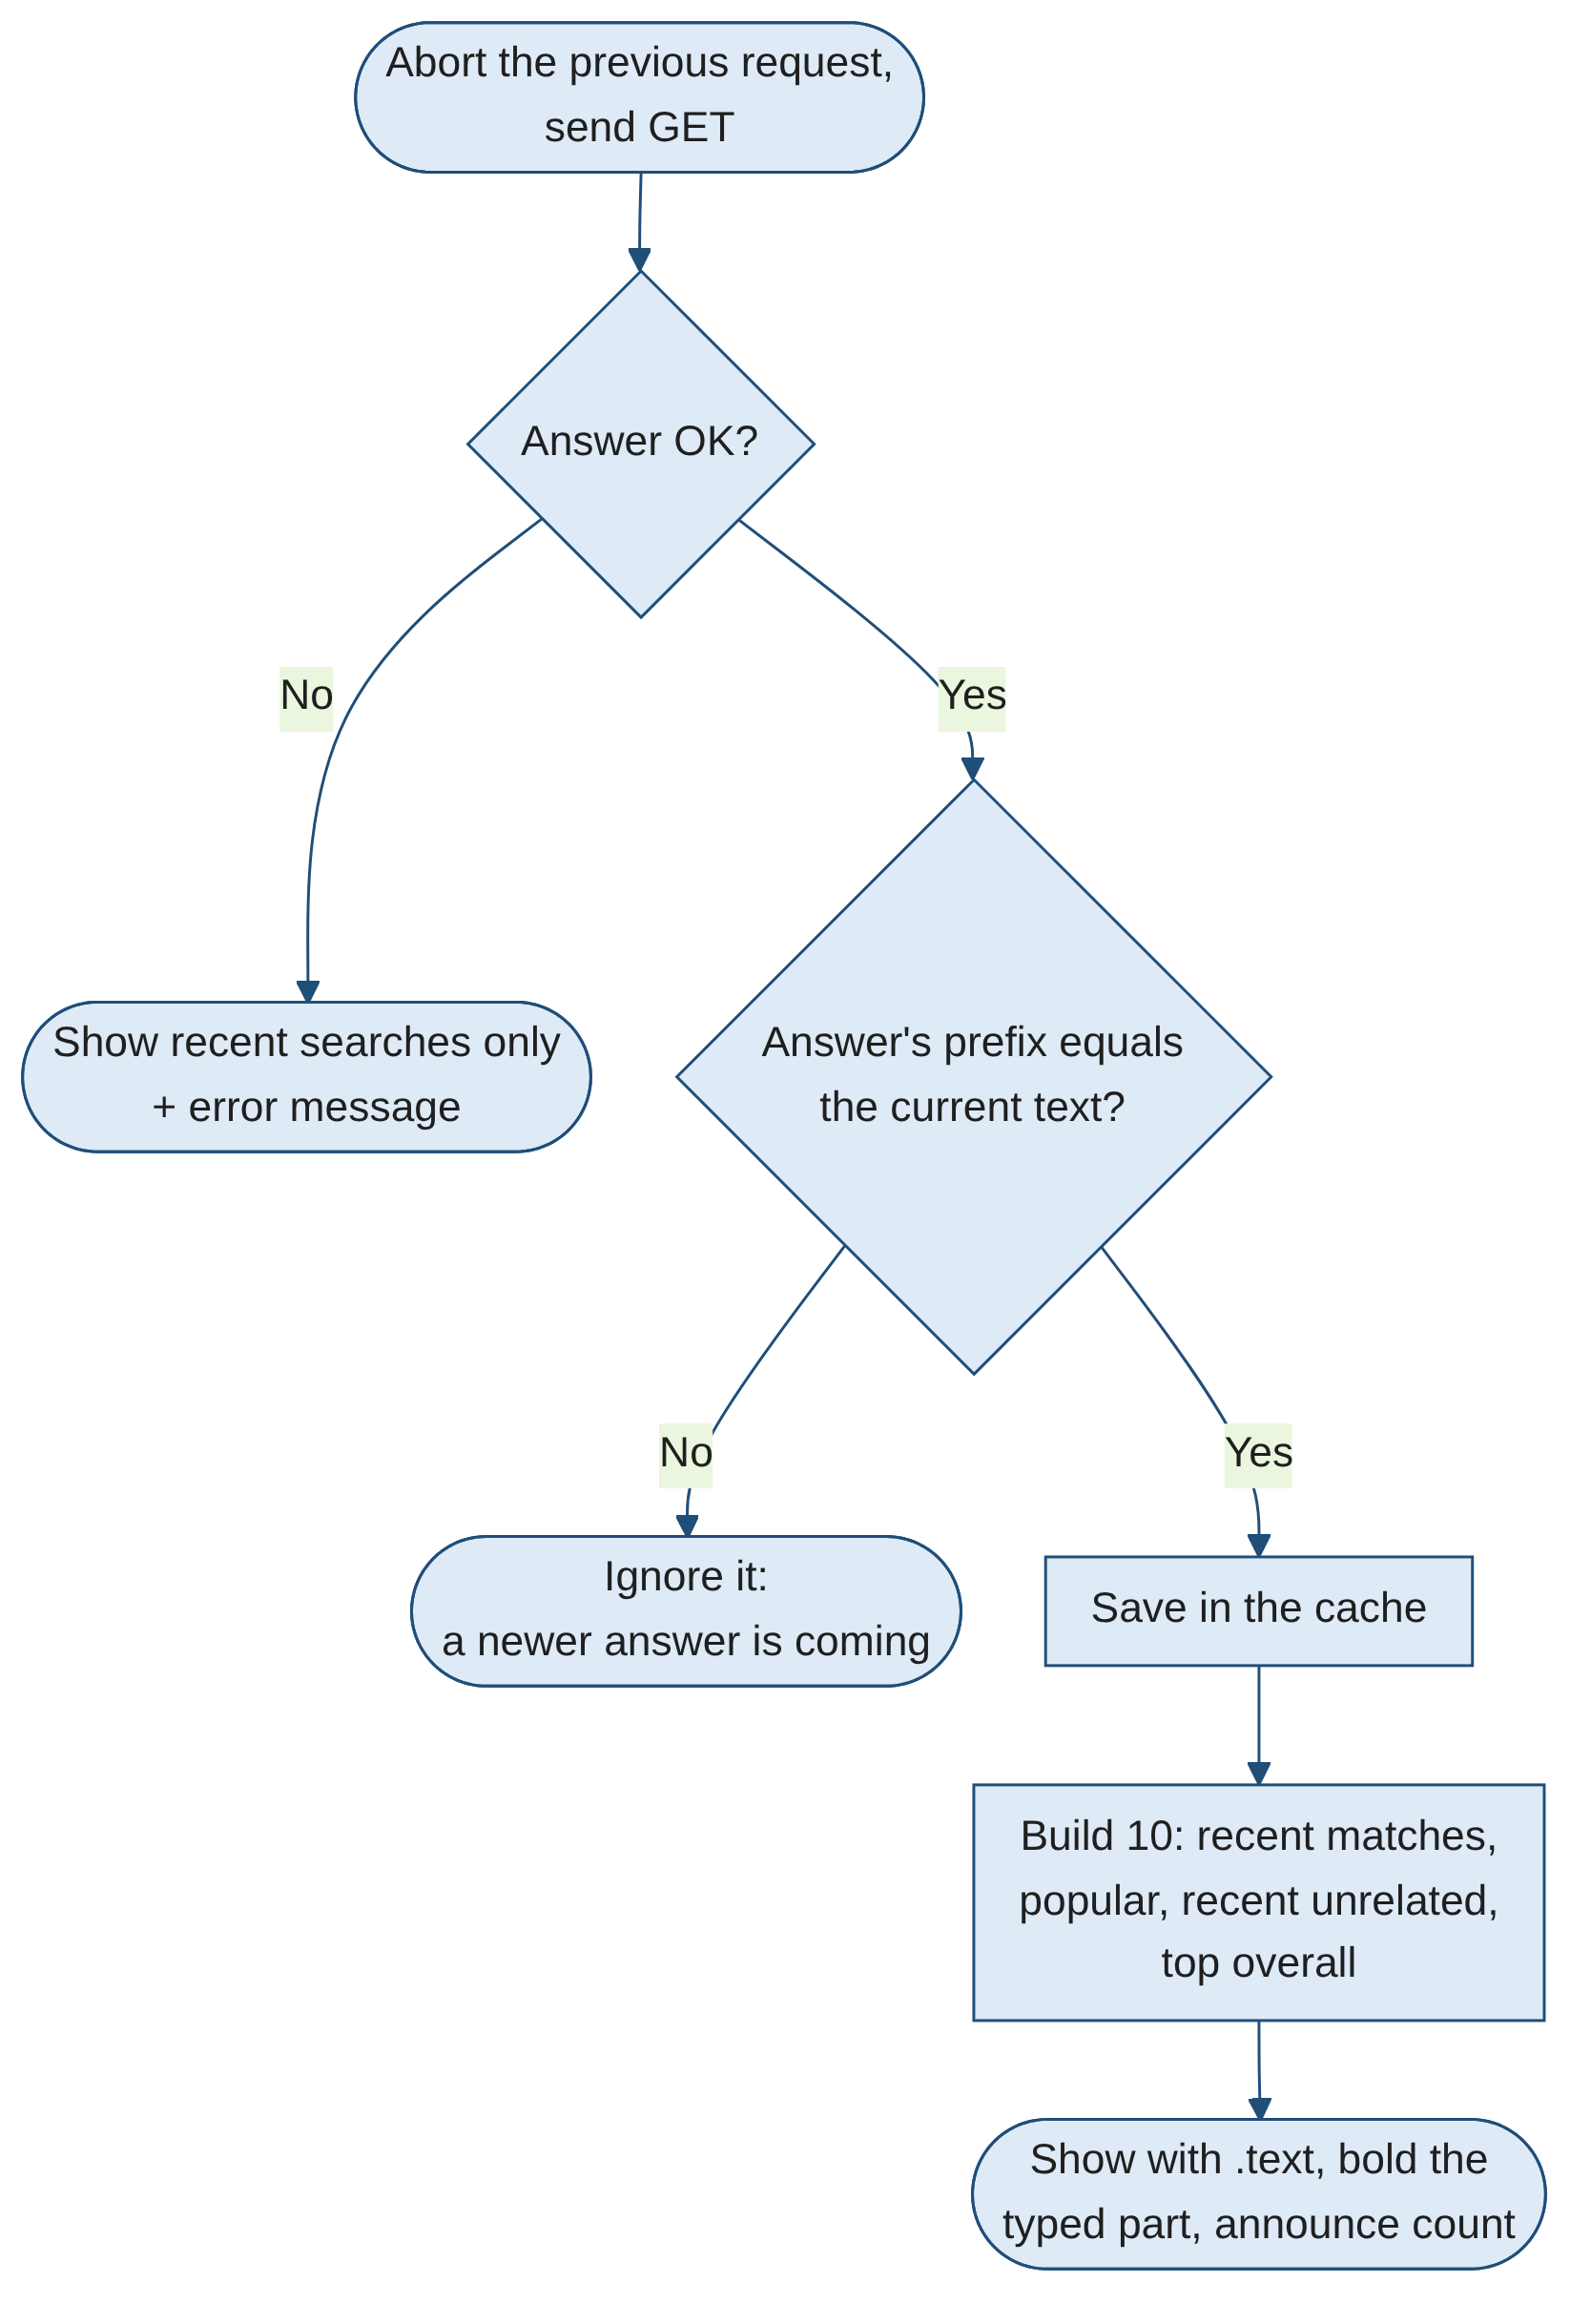 Abort the previous request,
send GET
Answer OK?
No
Yes
Show recent searches only
+ error message
Answer's prefix equals
the current text?
No
Yes
Ignore it:
a newer answer is coming
Save in the cache
Build 10: recent matches,
popular, recent unrelated,
top overall
Show with .text, bold the
typed part, announce count